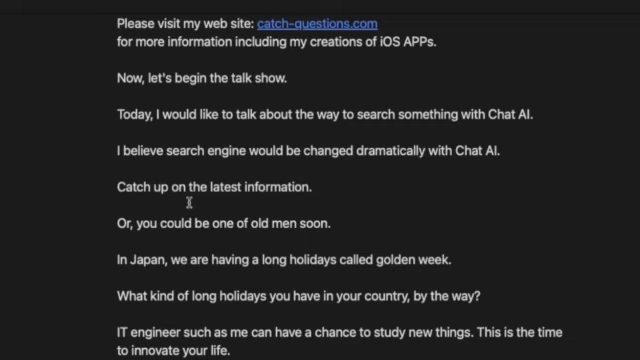 Please visit my web site: catch-questions.com
for more information including my creations of iOS APPs.
Now, let's begin the talk show.
Today, I would like to talk about the way to search something with Chat AI.
I believe search engine would be changed dramatically with Chat AI.
Catch up on the latest information.
Or, you could be one of old men soon.
In Japan, we are having a long holidays called golden week.
What kind of long holidays you have in your country, by the way?
IT engineer such as me can have a chance to study new things. This is the time
to innovate your life.